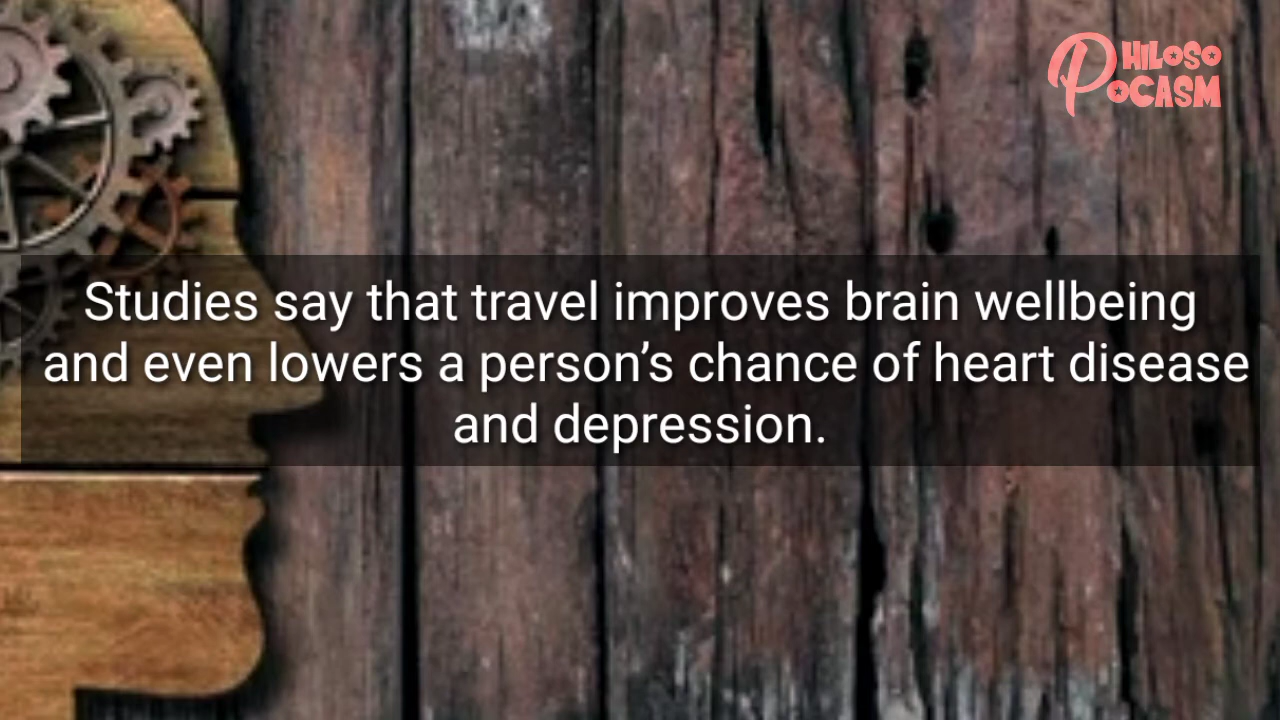 PHILOSO
POCASM
Studies say that travel improves brain wellbeing
and even lowers a person’s chance of heart disease
and depression.